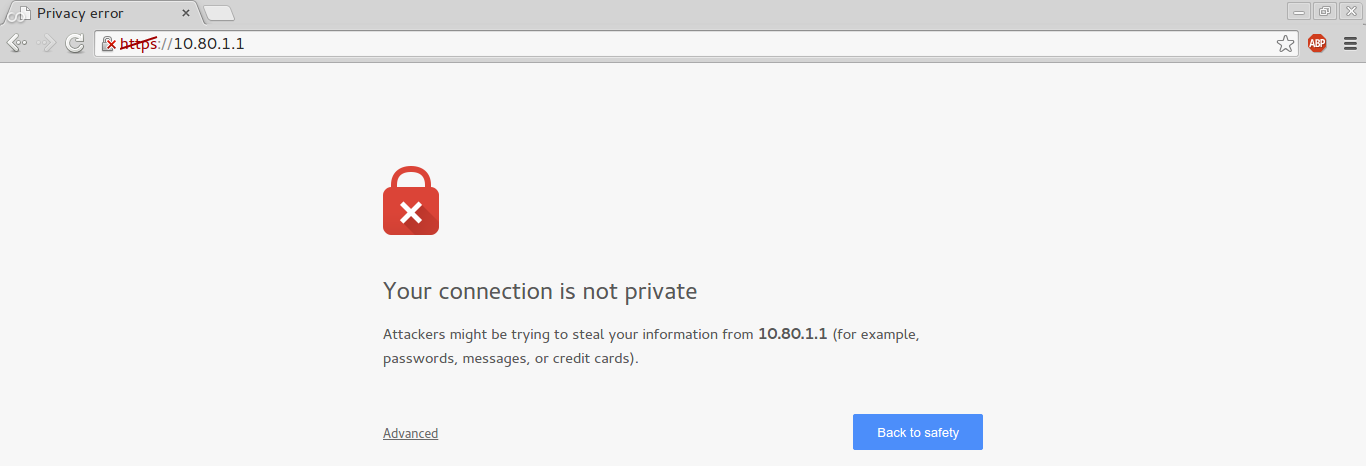 Privacy error
https://10.80.1.1
ABP
Your connection is not private
Attackers might be trying to steal your information from 10.80.1.1 (for example,
passwords, messages, or credit cards).
Advanced
Back to safety